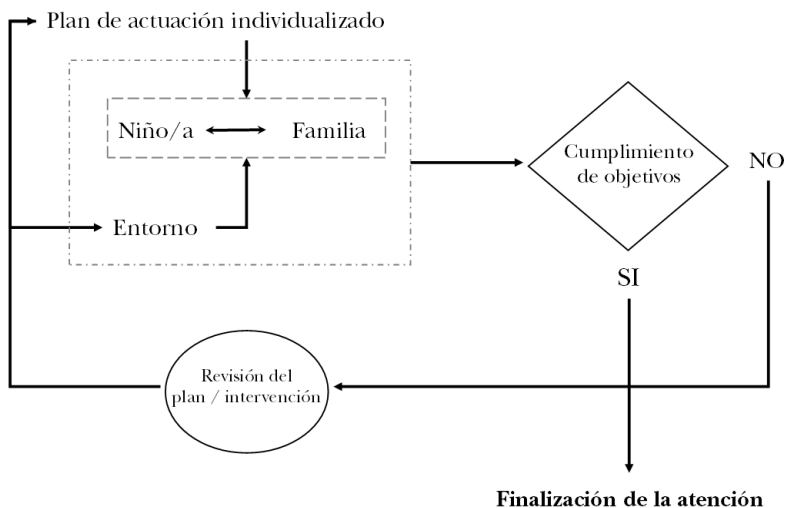 Plan de actuación individualizado
Niño/a
Familia
Entorno
Cumplimiento
de objetivos
NO
SI
Revisión del
plan / intervención
Finalización de la atención